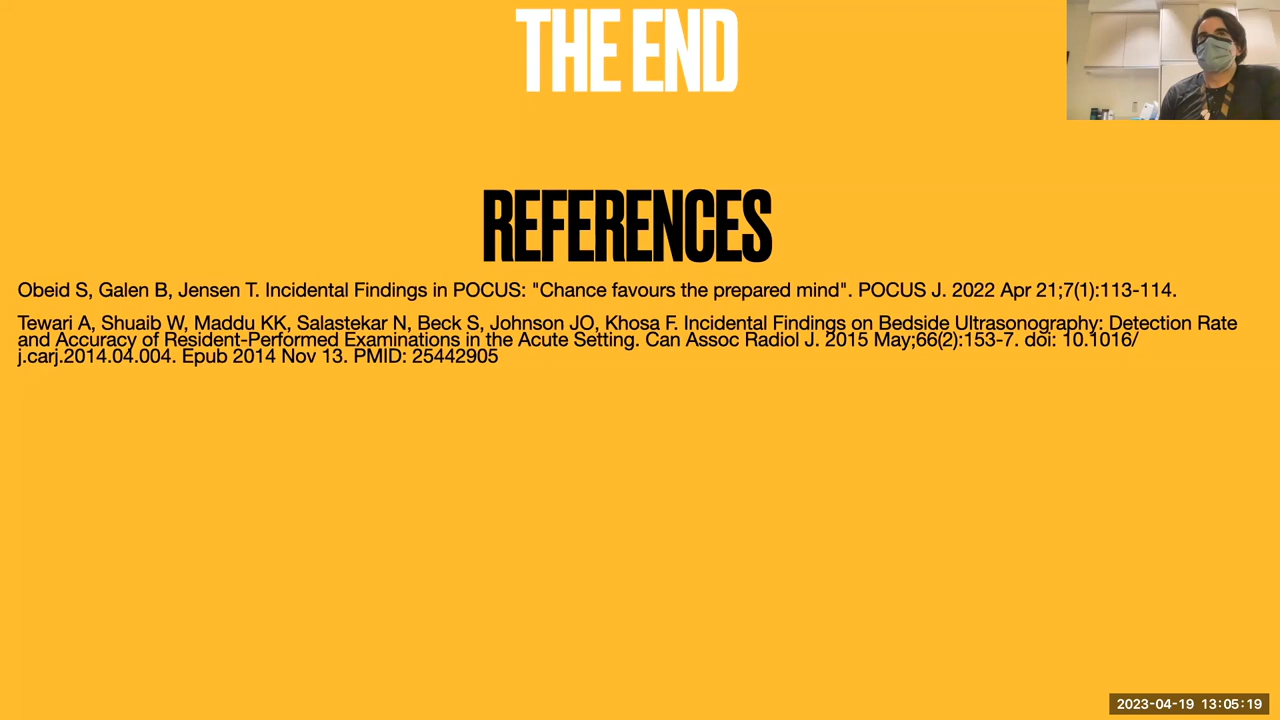 THE END
REFERENCES
Obeid S, Galen B, Jensen T. Incidental Findings in POCUS: "Chance favours the prepared mind". POCUS J. 2022 Apr 21;7(1):113-114.
Tewari A, Shuaib W, Maddu KK, Salastekar N, Beck S, Johnson JO, Khosa F. Incidental Findings on Bedside Ultrasonography: Detection Rate
and Accuracy of Resident-Performed Examinations in the Acute Setting. Can Assoc Radiol J. 2015 May;66(2):153-7. doi: 10.1016/
j.carj.2014.04.004. Epub 2014 Nov 13. PMID: 25442905
2023-04-19 13:05:19